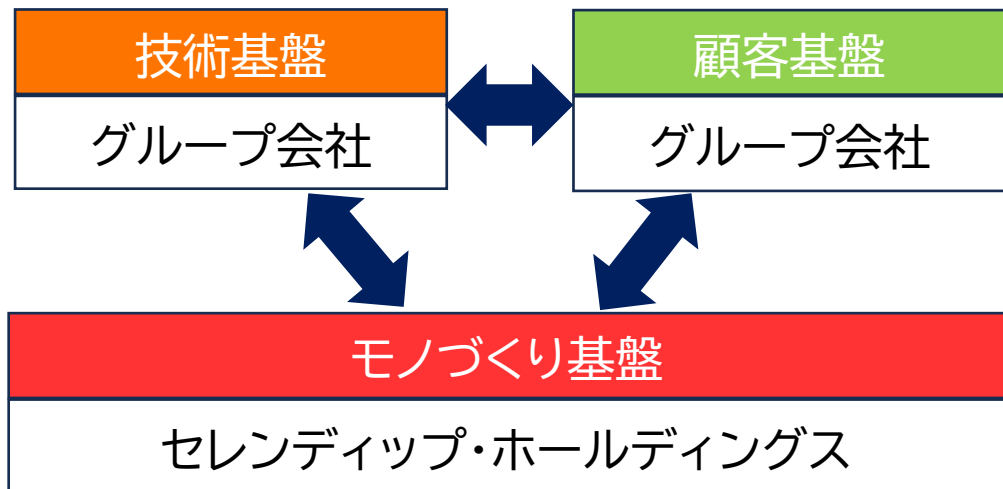 技術基盤
グループ会社
顧客基盤
グループ会社
モノづくり基盤
セレンディップ・ホールディングス